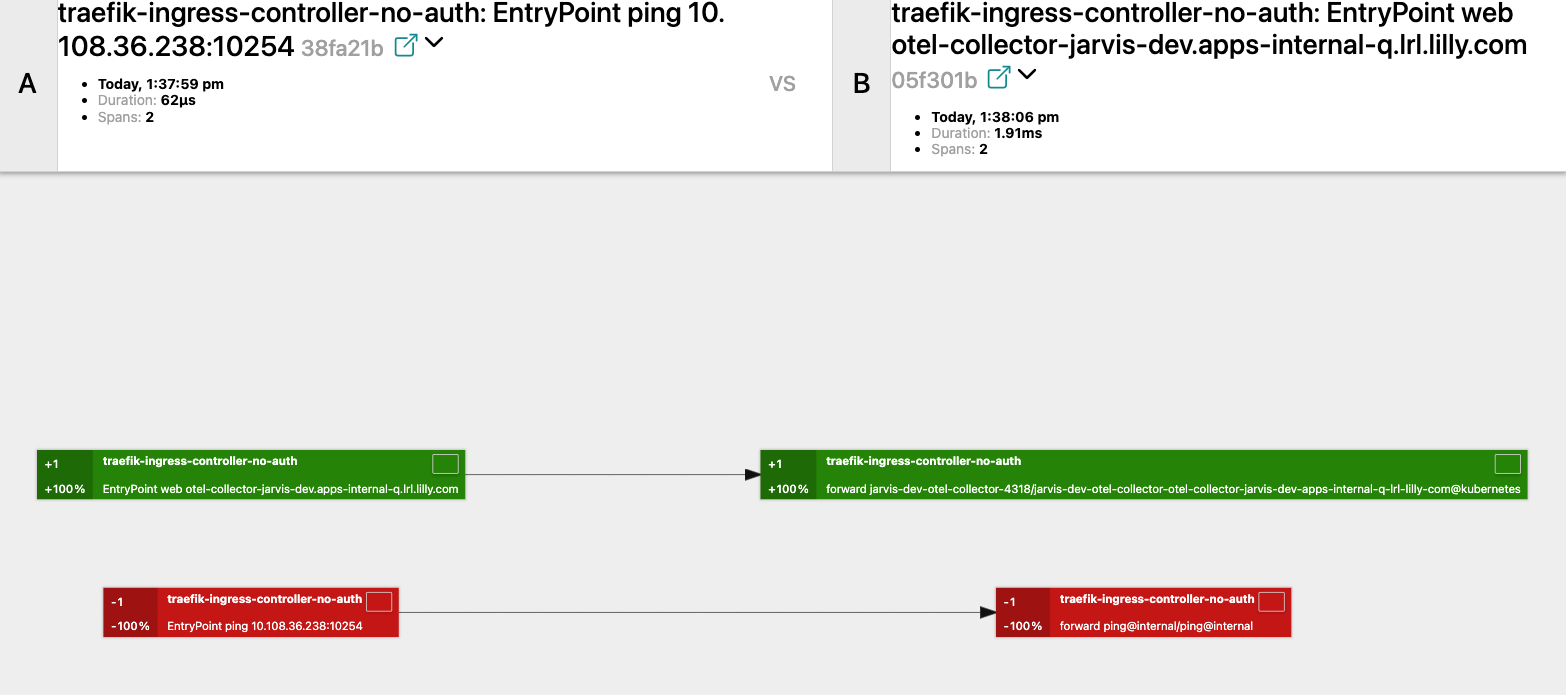 A
traefik-ingress-controller-no-auth: EntryPoint ping 10.
108.36.238:10254 38fa21b
Today, 1:37:59 pm
Duration: 62μs
Spans: 2
VS
B
traefik-ingress-controller-no-auth: EntryPoint web
otel-collector-jarvis-dev.apps-internal-q.lrl.lilly.com
05f301b
Today, 1:38:06 pm
Duration: 1.91ms
Spans: 2
+1
traefik-ingress-controller-no-auth
+100%
EntryPoint web otel-collector-jarvis-dev.apps-internal-q.lrl.lilly.com
+1
traefik-ingress-controller-no-auth
+100%
forward jarvis-dev-otel-collector-4318/jarvis-dev-otel-collector-otel-collector-jarvis-dev-apps-internal-q-lrl-lilly-com@kubernetes
-1
traefik-ingress-controller-no-auth
-100%
EntryPoint ping 10.108.36.238:10254
-1
traefik-ingress-controller-no-auth
-100%
forward ping@internal/ping@internal